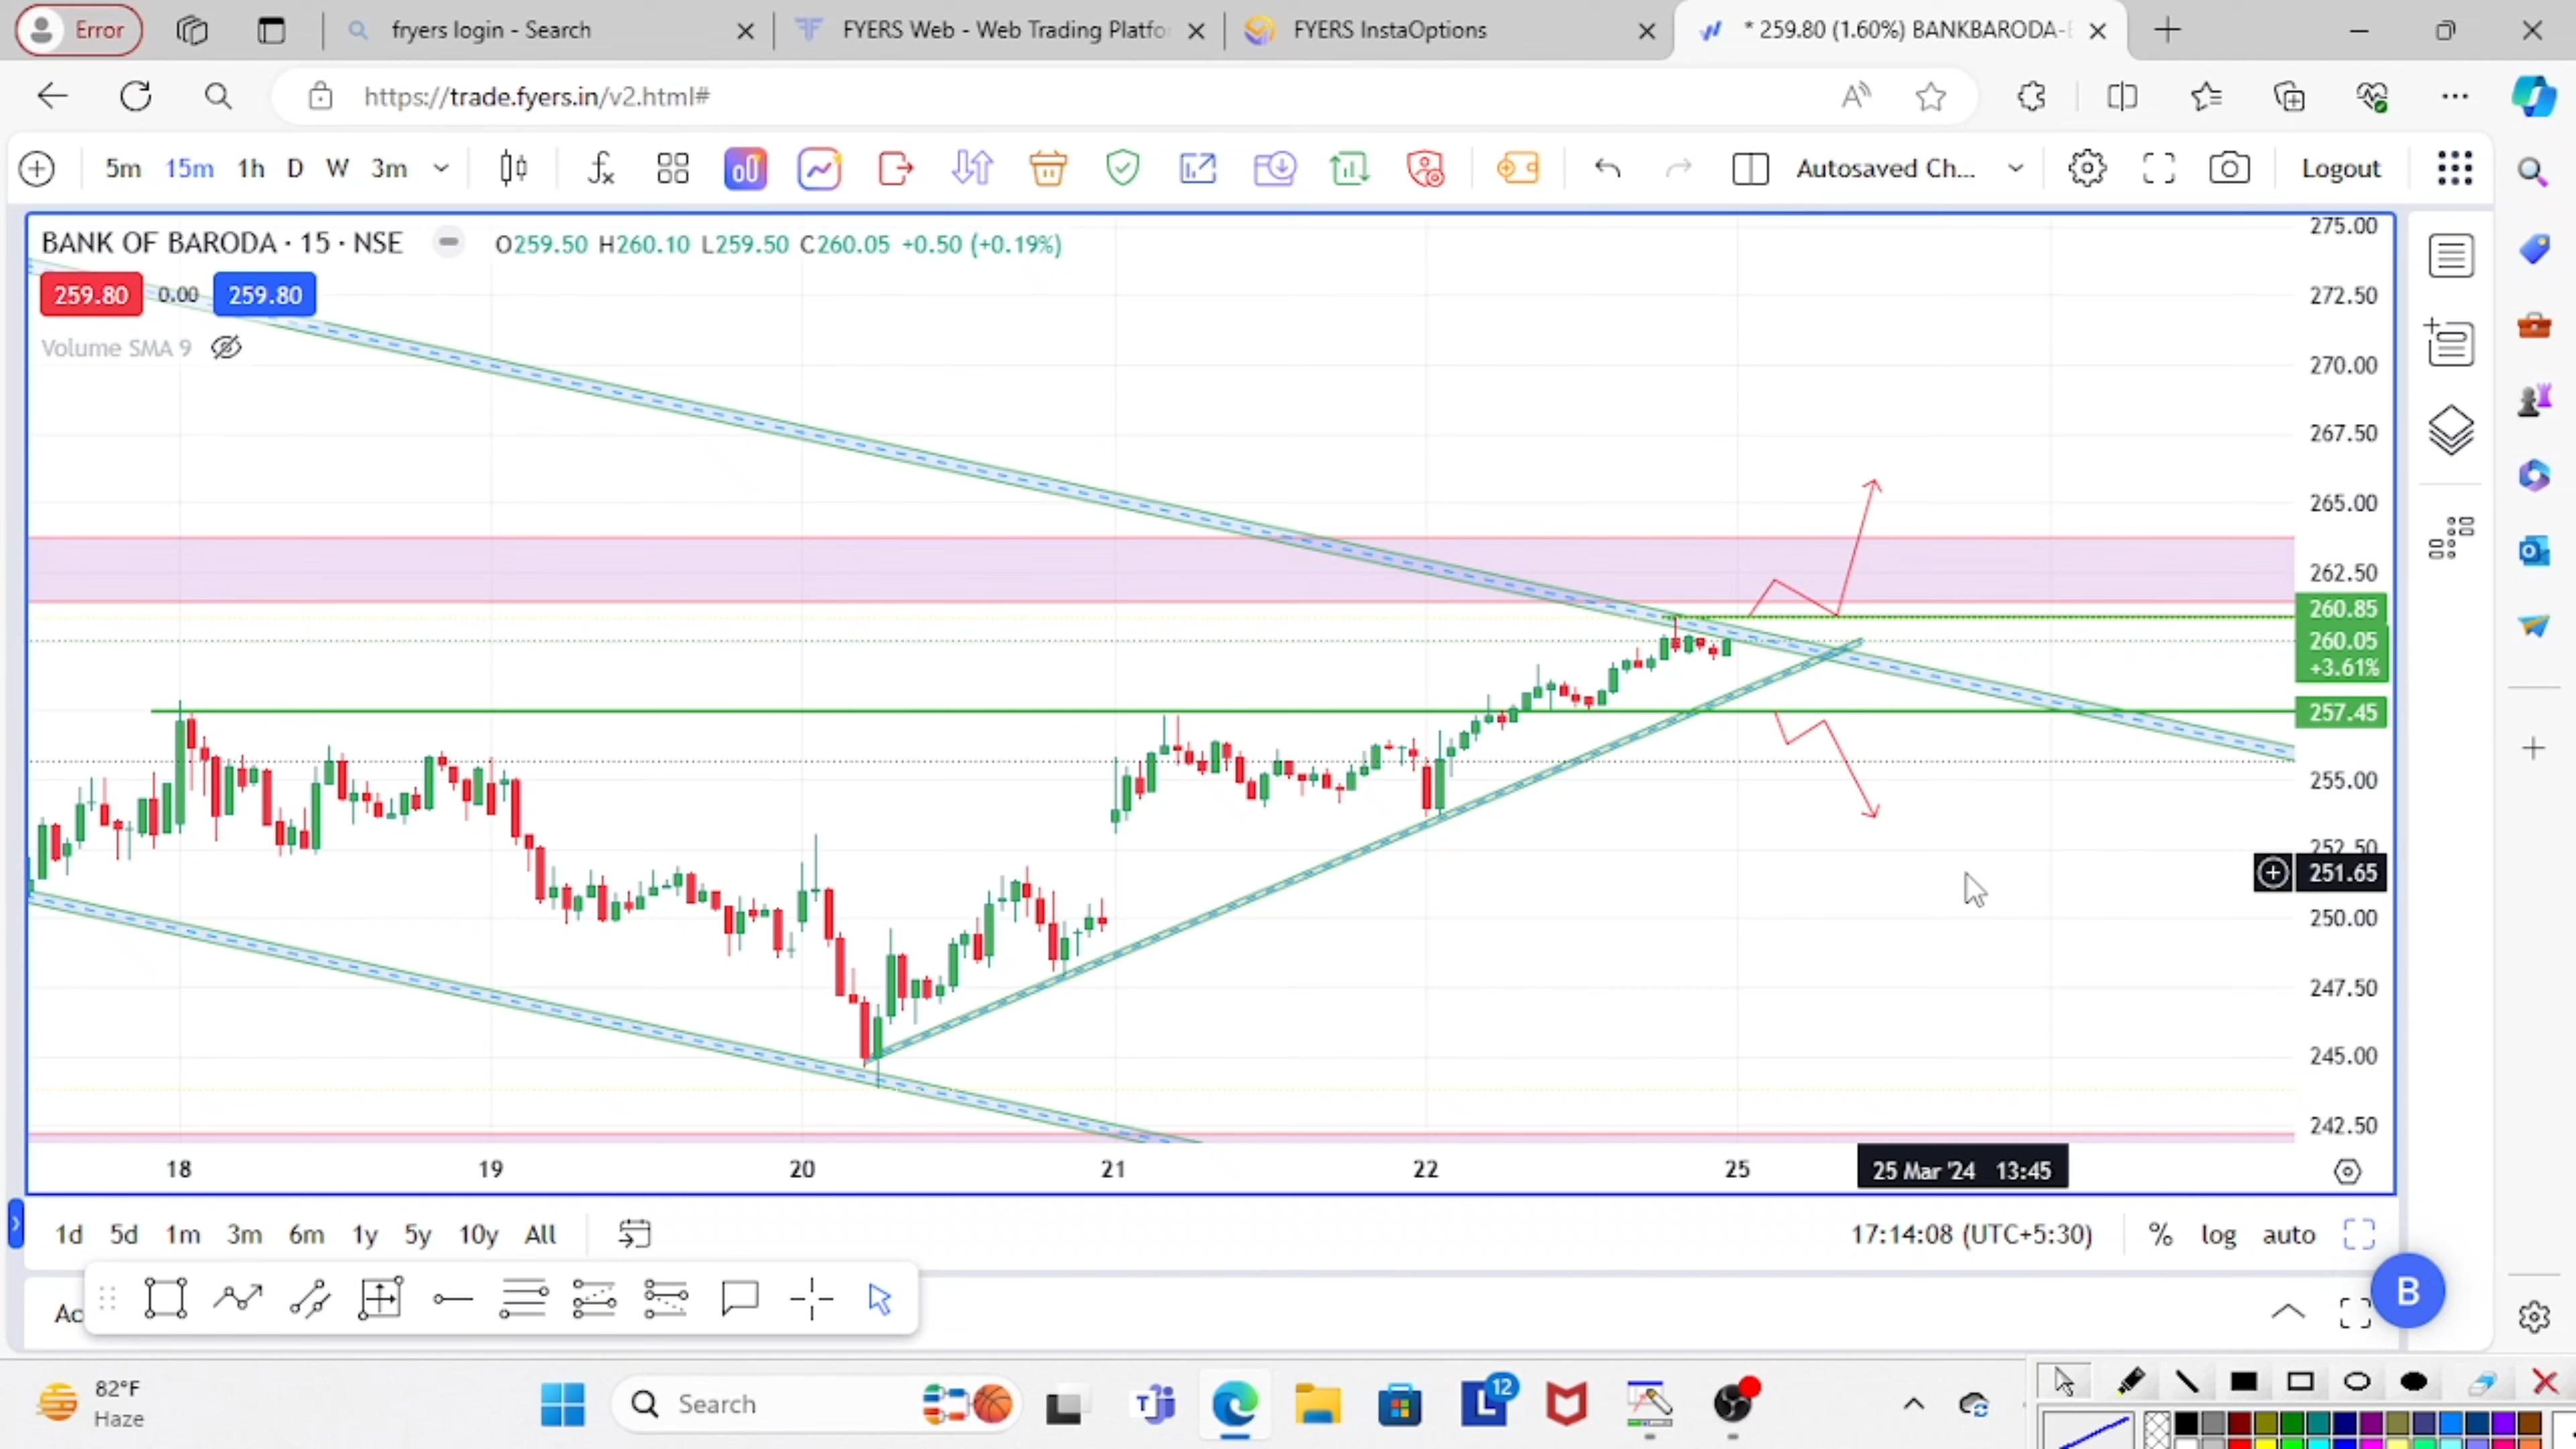 Error
fryers login - Search
FYERS Web - Web Trading Platfo
FYERS InstaOptions
* 259.80 (1.60%) BANKBARODA-E
https://trade.fyers.in/v2.html#
5m 15m 1h D W 3m
Autosaved Ch...
Logout
BANK OF BARODA · 15 · NSE
O259.50 H260.10 L259.50 C260.05 +0.50 (+0.19%)
259.80 0.00 259.80
Volume SMA 9
275.00
272.50
270.00
267.50
265.00
262.50
260.85
260.05
+3.61%
257.45
255.00
252.50
251.65
250.00
247.50
245.00
242.50
18 19 20 21 22 25
25 Mar '24 13:45
1d 5d 1m 3m 6m 1y 5y 10y All
17:14:08 (UTC+5:30)
% log auto
Ac
B
82°F
Haze
Search
12